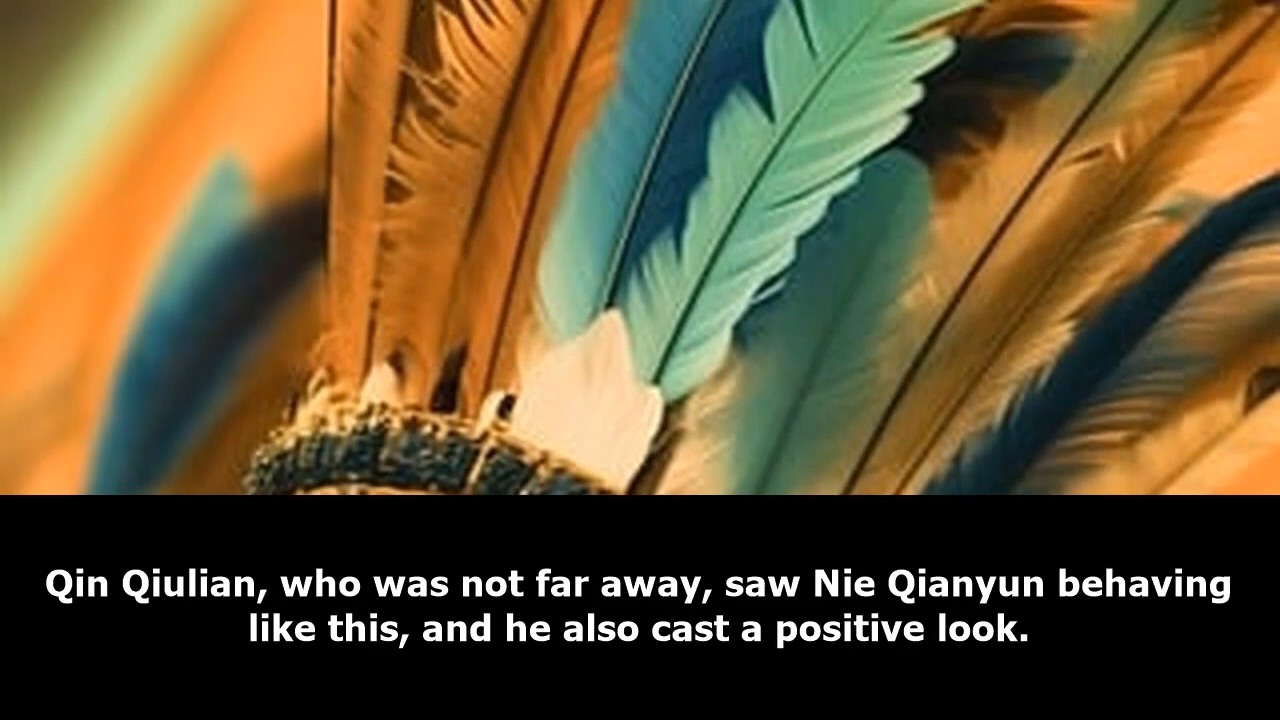 Qin Qiulian, who was not far away, saw Nie Qianyun behaving
like this, and he also cast a positive look.